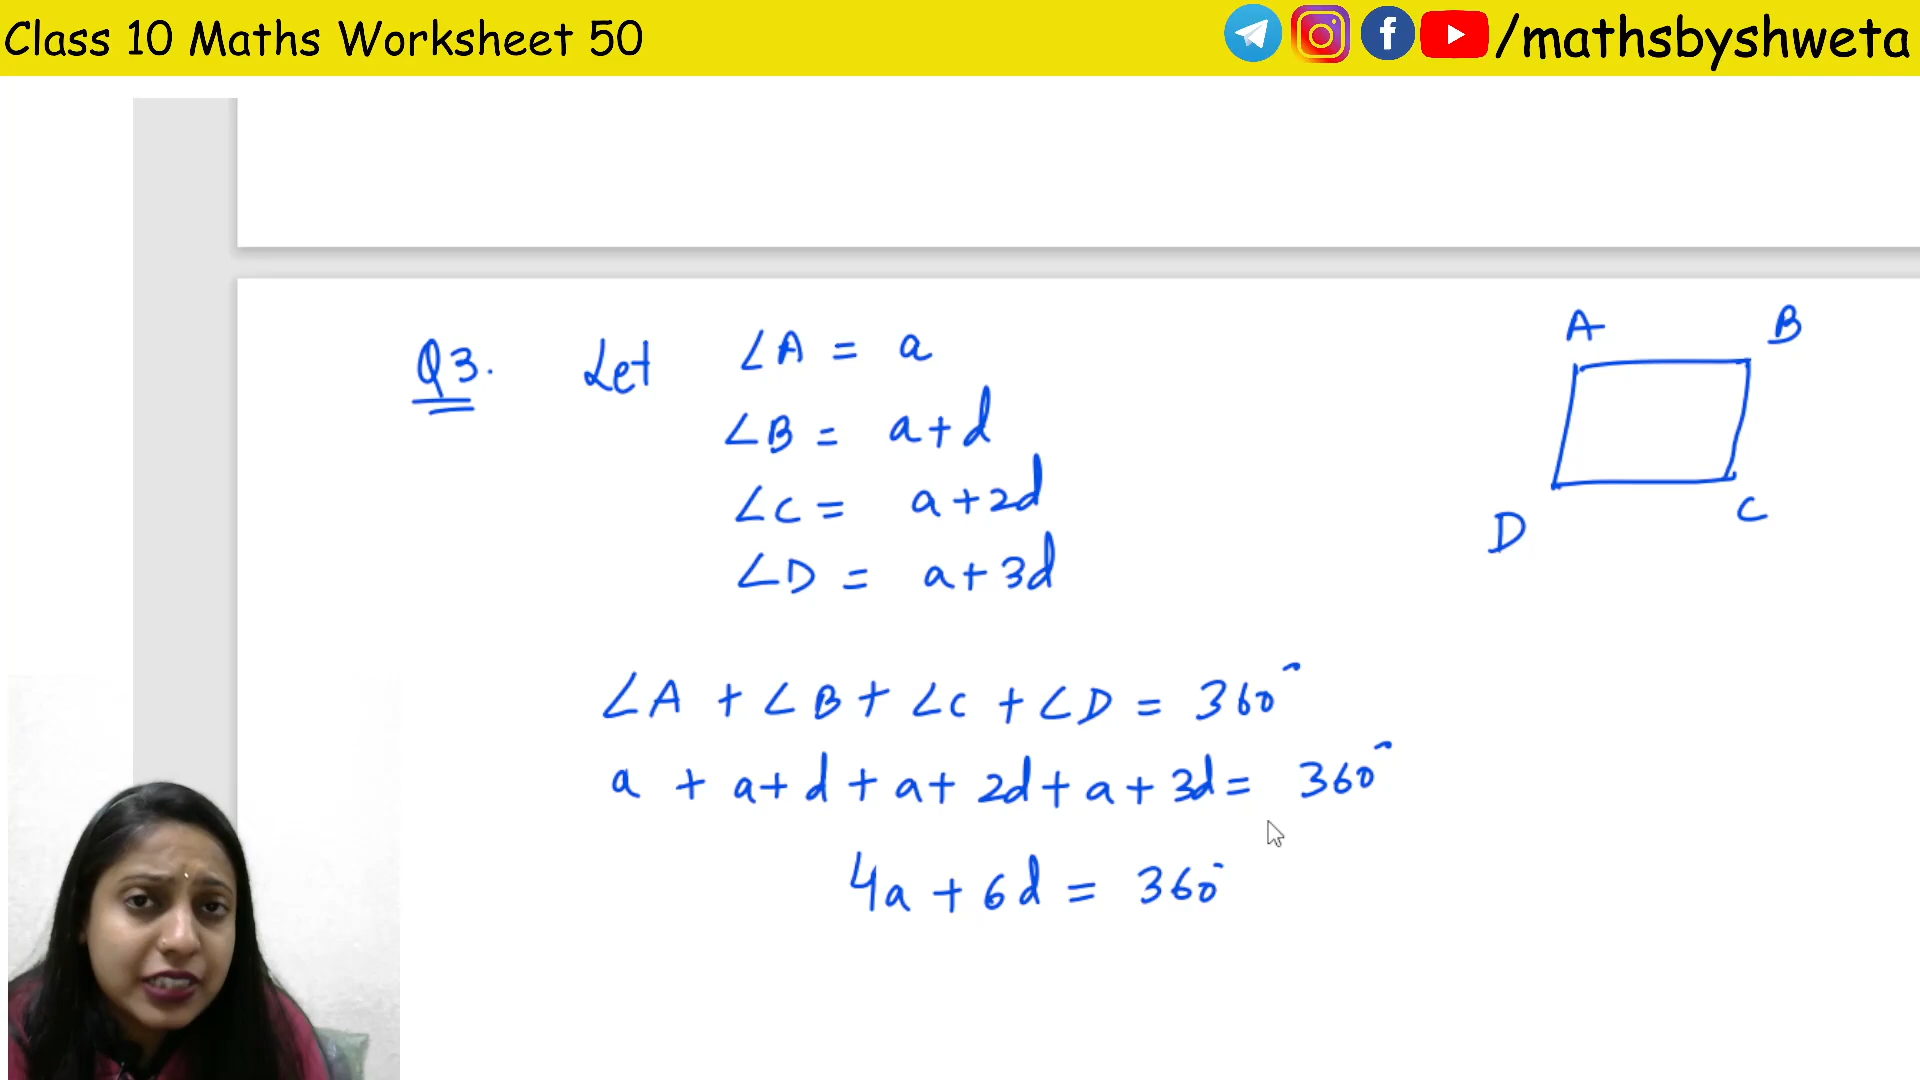 Class 10 Maths Worksheet 50
/mathsbyshweta
Q3. Let ∠A = a
∠B = a+d
∠C = a+2d
∠D = a+3d
A B
D C
∠A + ∠B + ∠C + ∠D = 360°
a + a+d + a+ 2d + a + 3d = 360°
4a + 6d = 360°